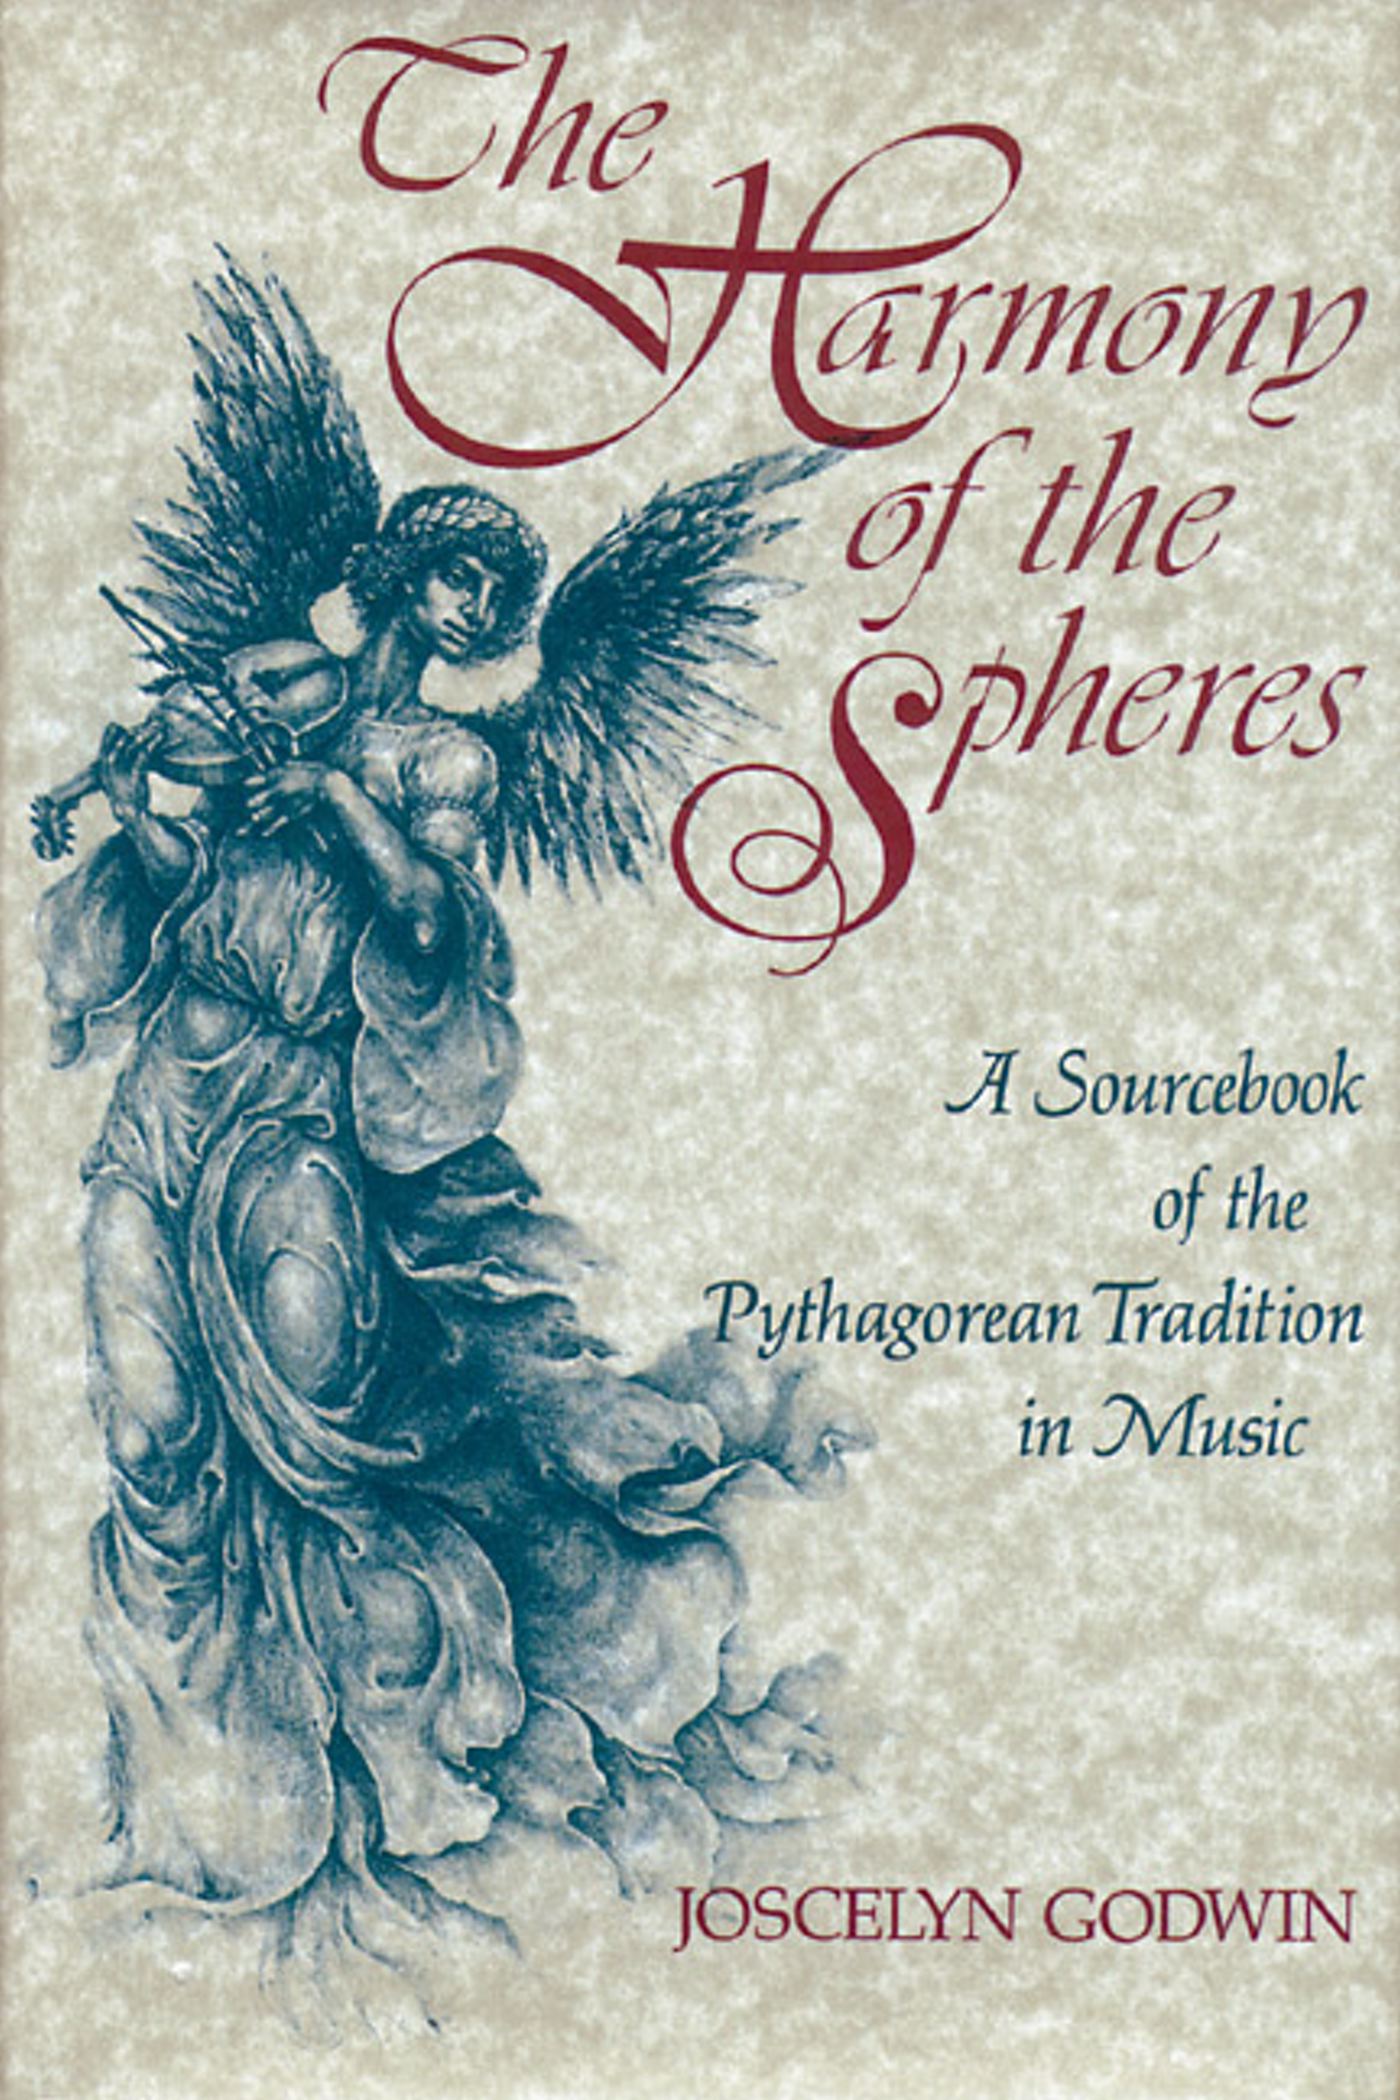 The
Harmony
of the
Spheres
A Sourcebook
of the
Pythagorean Tradition
in Music
JOSCELYN GODWIN